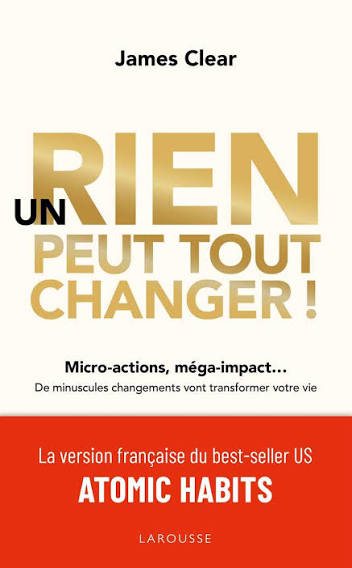 James Clear
UN RIEN
PEUT TOUT
CHANGER !
Micro-actions, méga-impact...
De minuscules changements vont transformer votre vie
La version française du best-seller US
ATOMIC HABITS
LAROUSSE